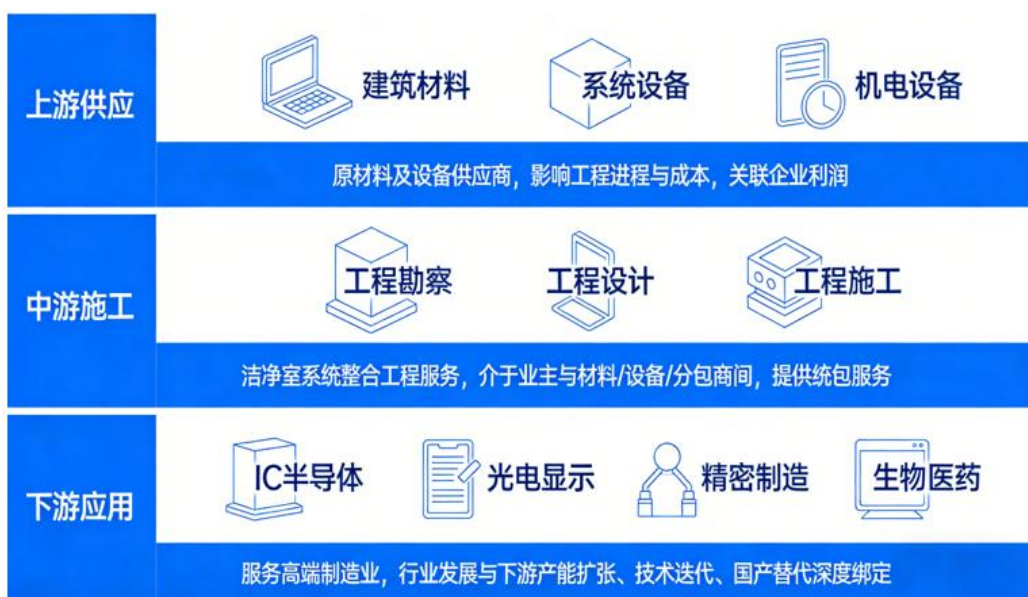 上游供应
建筑材料
系统设备
机电设备
原材料及设备供应商，影响工程进程与成本，关联企业利润
中游施工
工程勘察
工程设计
工程施工
洁净室系统整合工程服务，介于业主与材料/设备/分包商间，提供统包服务
下游应用
IC半导体
光电显示
精密制造
生物医药
服务高端制造业，行业发展与下游产能扩张、技术迭代、国产替代深度绑定